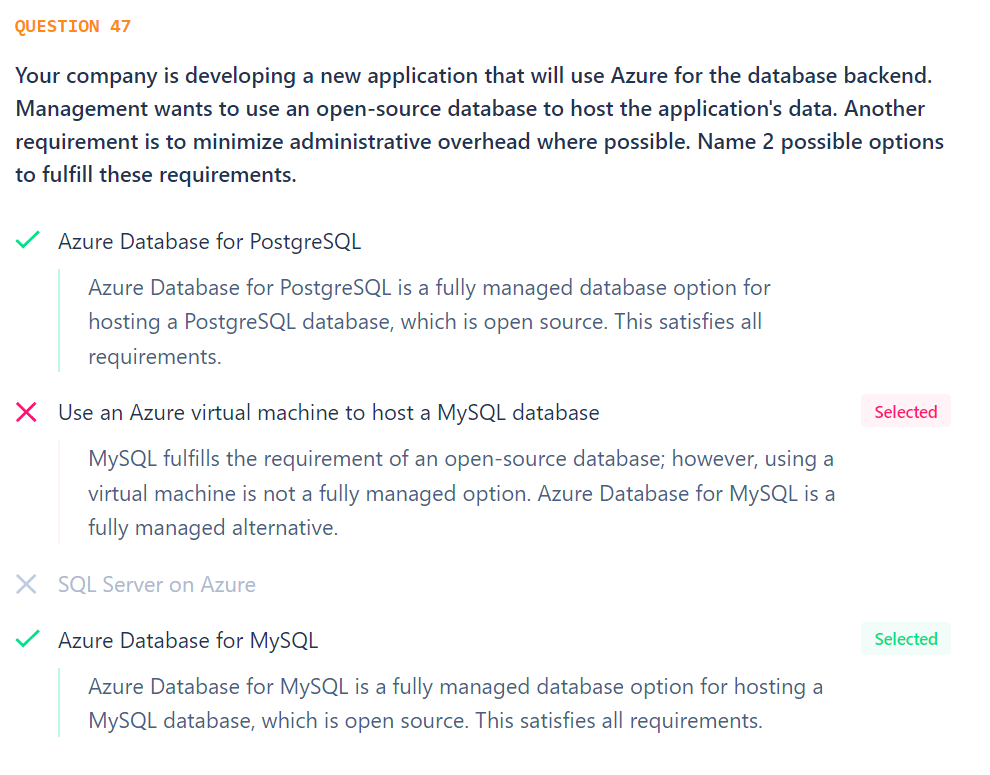 QUESTION 47
Your company is developing a new application that will use Azure for the database backend.
Management wants to use an open-source database to host the application's data. Another
requirement is to minimize administrative overhead where possible. Name 2 possible options
to fulfill these requirements.
Azure Database for PostgreSQL
Azure Database for PostgreSQL is a fully managed database option for
hosting a PostgreSQL database, which is open source. This satisfies all
requirements.
Use an Azure virtual machine to host a MySQL database
Selected
MySQL fulfills the requirement of an open-source database; however, using a
virtual machine is not a fully managed option. Azure Database for MySQL is a
fully managed alternative.
SQL Server on Azure
Azure Database for MySQL
Selected
Azure Database for MySQL is a fully managed database option for hosting a
MySQL database, which is open source. This satisfies all requirements.